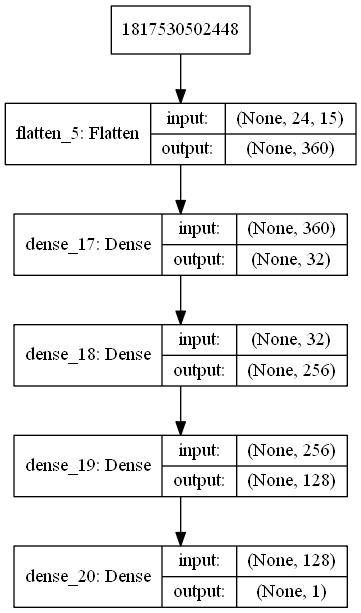 1817530502448
flatten_5: Flatten
input: (None, 24, 15)
output: (None, 360)
dense_17: Dense
input: (None, 360)
output: (None, 32)
dense_18: Dense
input: (None, 32)
output: (None, 256)
dense_19: Dense
input: (None, 256)
output: (None, 128)
dense_20: Dense
input: (None, 128)
output: (None, 1)